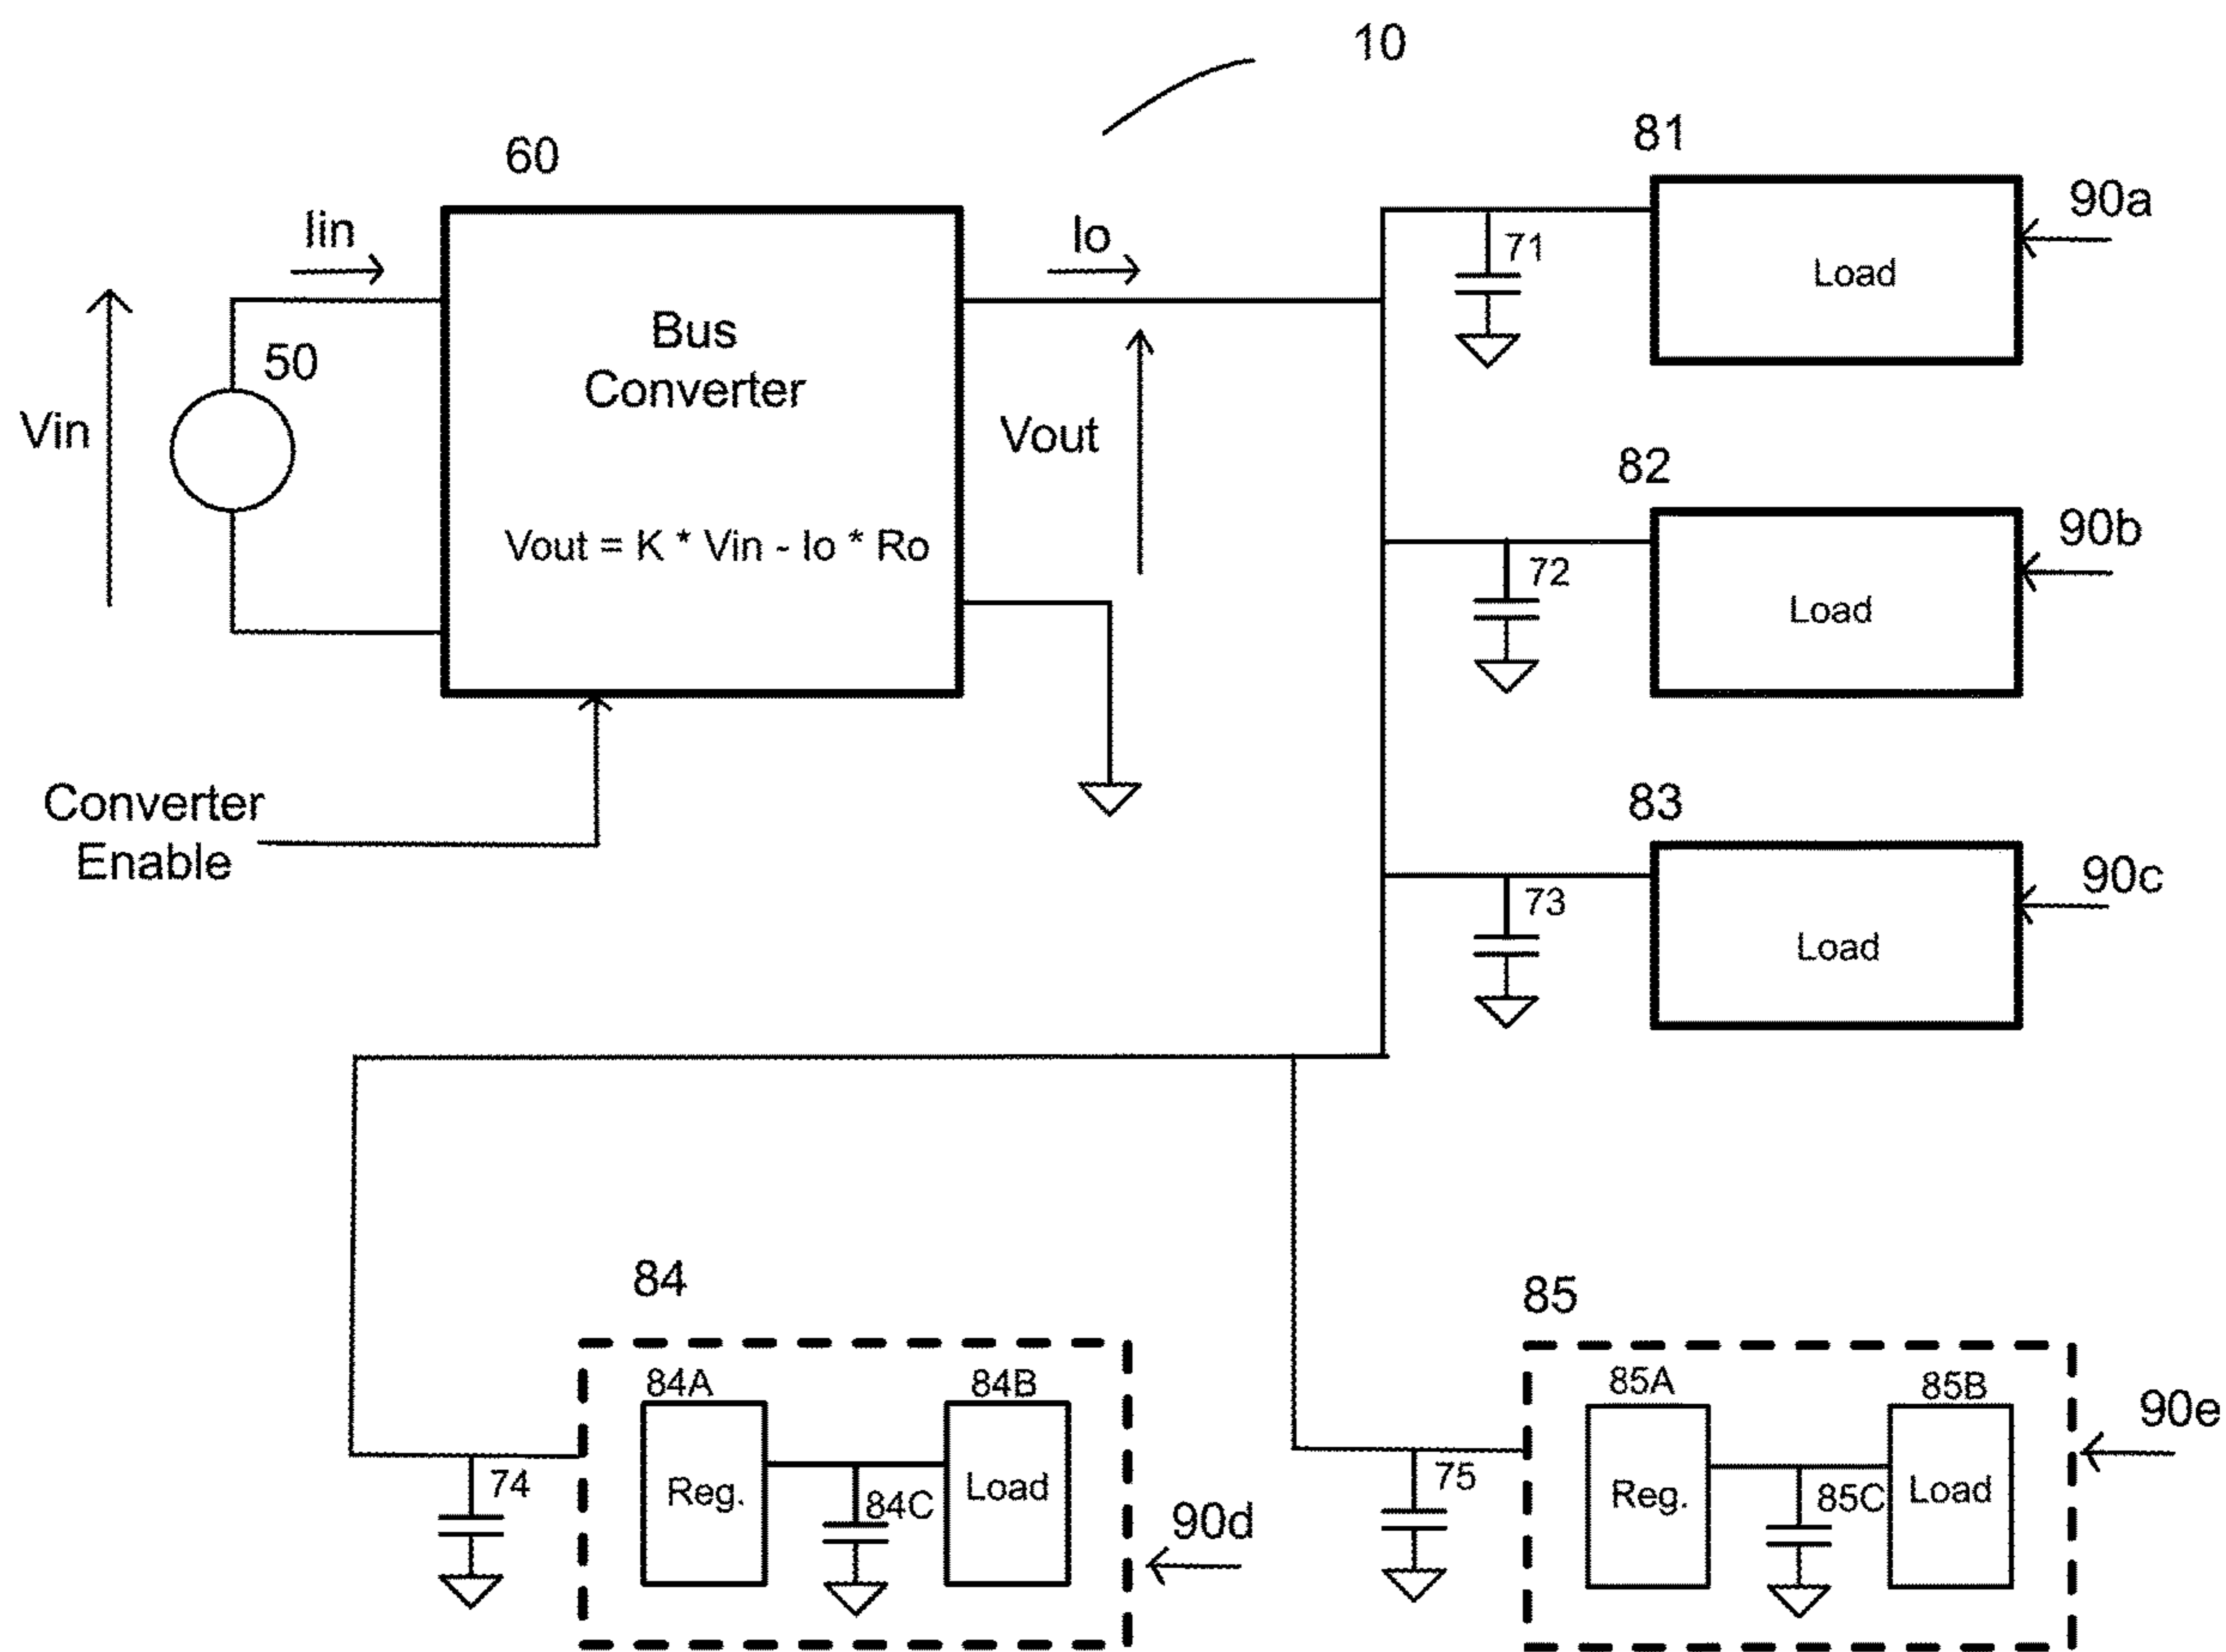 10
60
81
90a
Iin
Io
71
Load
50
Bus
Converter
Vin
Vout
82
90b
Vout = K * Vin - Io * Ro
72
Load
Converter
Enable
83
90c
73
Load
84
85
84A
84B
85A
85B
90e
74
Reg.
84C
Load
90d
75
Reg.
85C
Load